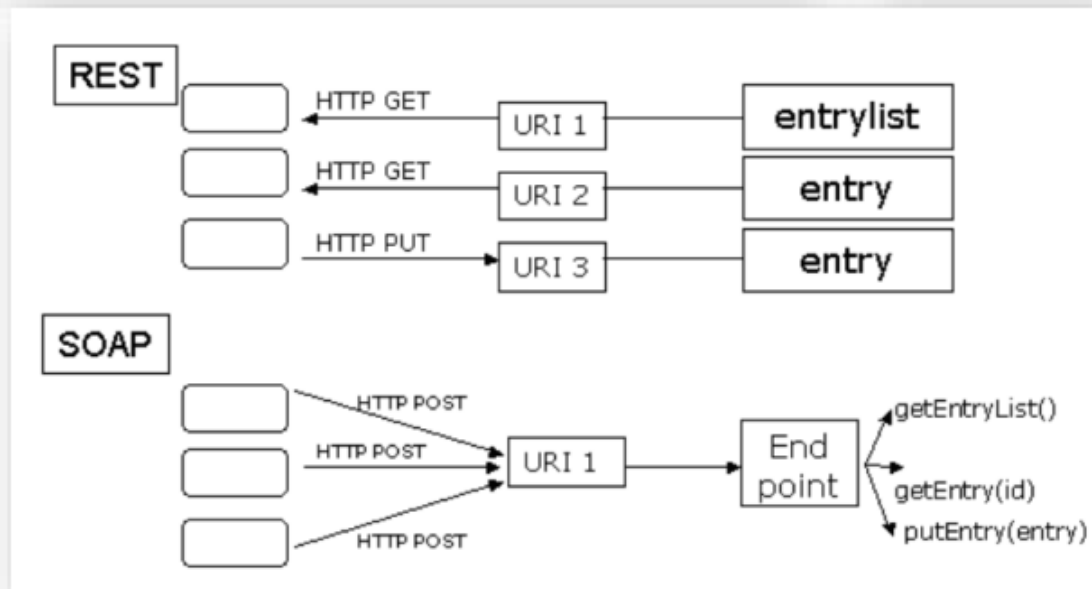 REST
HTTP GET
URI 1
entrylist
HTTP GET
URI 2
entry
HTTP PUT
URI 3
entry
SOAP
HTTP POST
HTTP POST
HTTP POST
URI 1
End
point
getEntryList()
getEntry(id)
putEntry(entry)